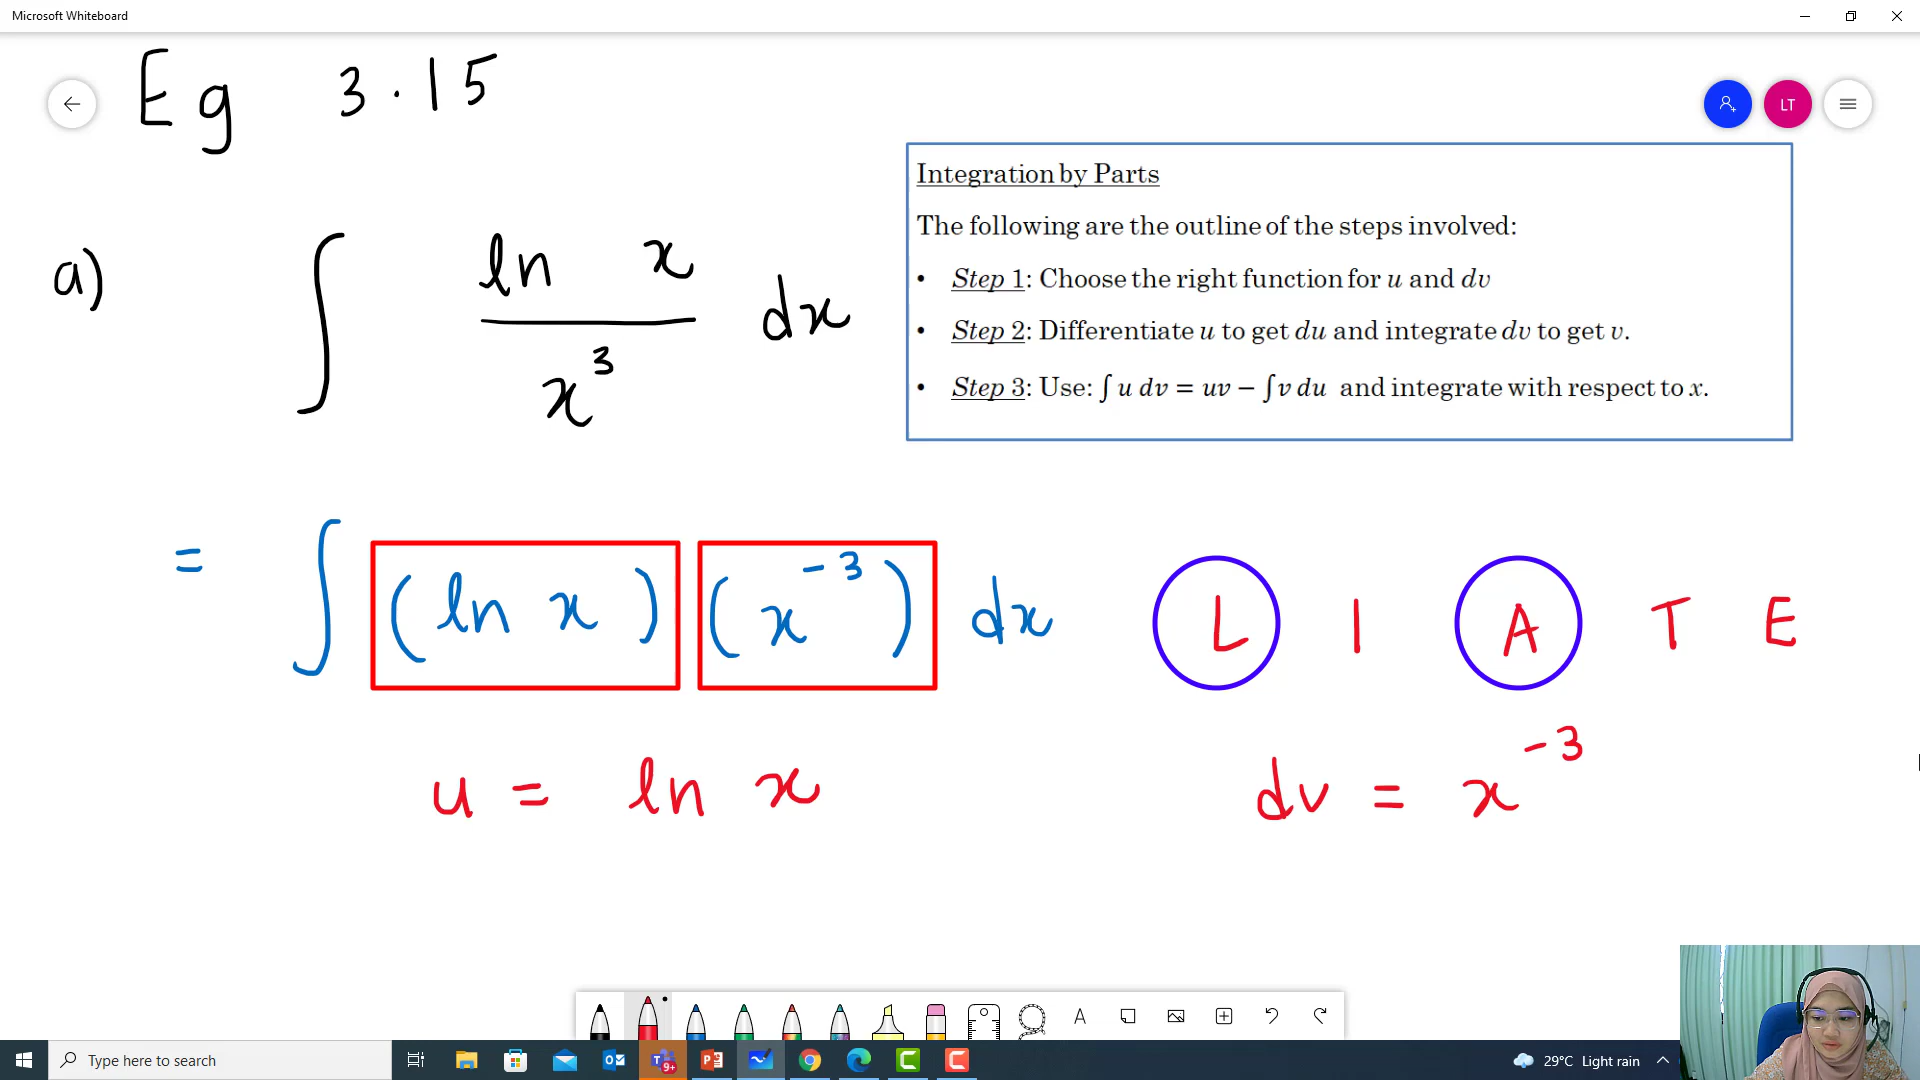 Microsoft Whiteboard
Eg 3.15
LT
Integration by Parts
The following are the outline of the steps involved:
• Step 1: Choose the right function for u and dv
• Step 2: Differentiate u to get du and integrate dv to get v.
• Step 3: Use: ∫ u dv = uv − ∫ v du and integrate with respect to x.
a) ∫ ln x / x³ dx
= ∫ (ln x) (x⁻³) dx
L I A T E
u = ln x
dv = x⁻³
A
Type here to search
9+
29°C Light rain